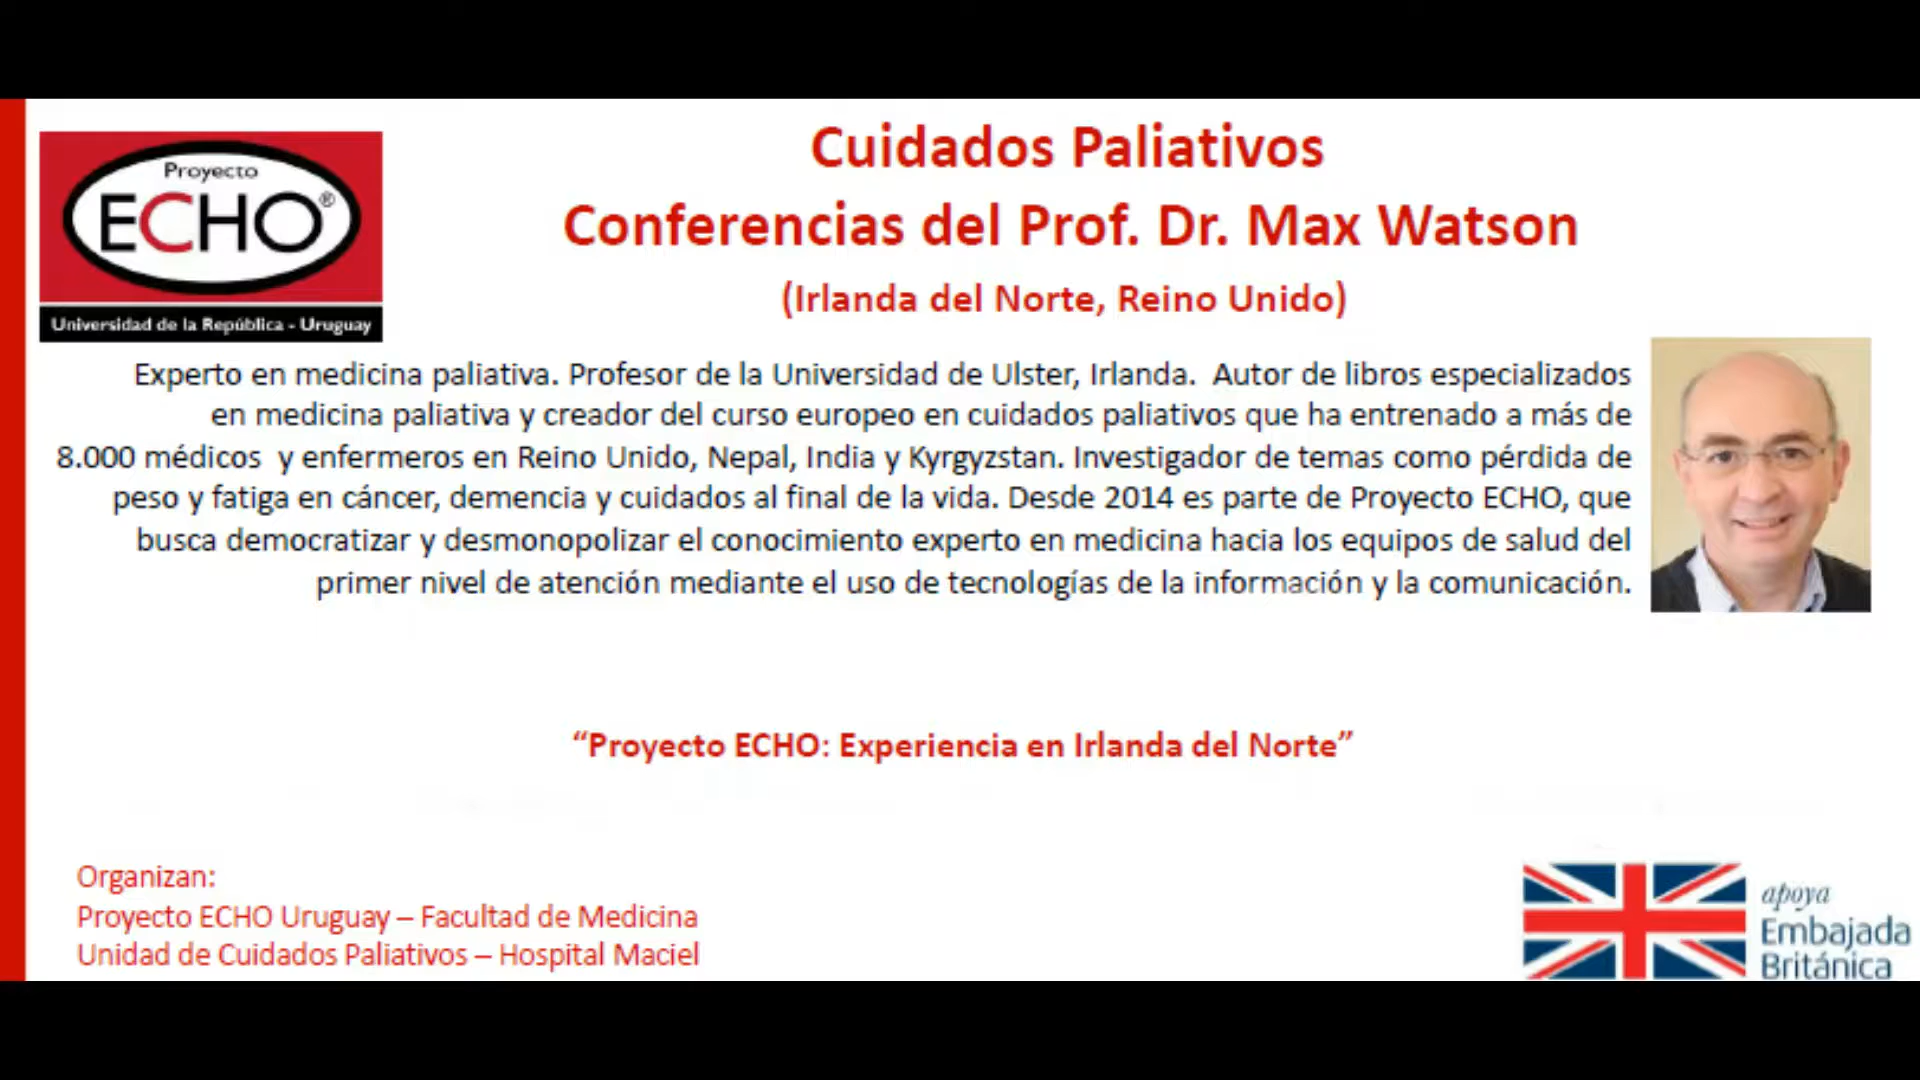 Proyecto
ECHO®
Universidad de la República - Uruguay
Cuidados Paliativos
Conferencias del Prof. Dr. Max Watson
(Irlanda del Norte, Reino Unido)
Experto en medicina paliativa. Profesor de la Universidad de Ulster, Irlanda.  Autor de libros especializados
en medicina paliativa y creador del curso europeo en cuidados paliativos que ha entrenado a más de
8.000 médicos  y enfermeros en Reino Unido, Nepal, India y Kyrgyzstan. Investigador de temas como pérdida de
peso y fatiga en cáncer, demencia y cuidados al final de la vida. Desde 2014 es parte de Proyecto ECHO, que
busca democratizar y desmonopolizar el conocimiento experto en medicina hacia los equipos de salud del
primer nivel de atención mediante el uso de tecnologías de la información y la comunicación.
“Proyecto ECHO: Experiencia en Irlanda del Norte”
Organizan:
Proyecto ECHO Uruguay – Facultad de Medicina
Unidad de Cuidados Paliativos – Hospital Maciel
apoya
Embajada
Británica